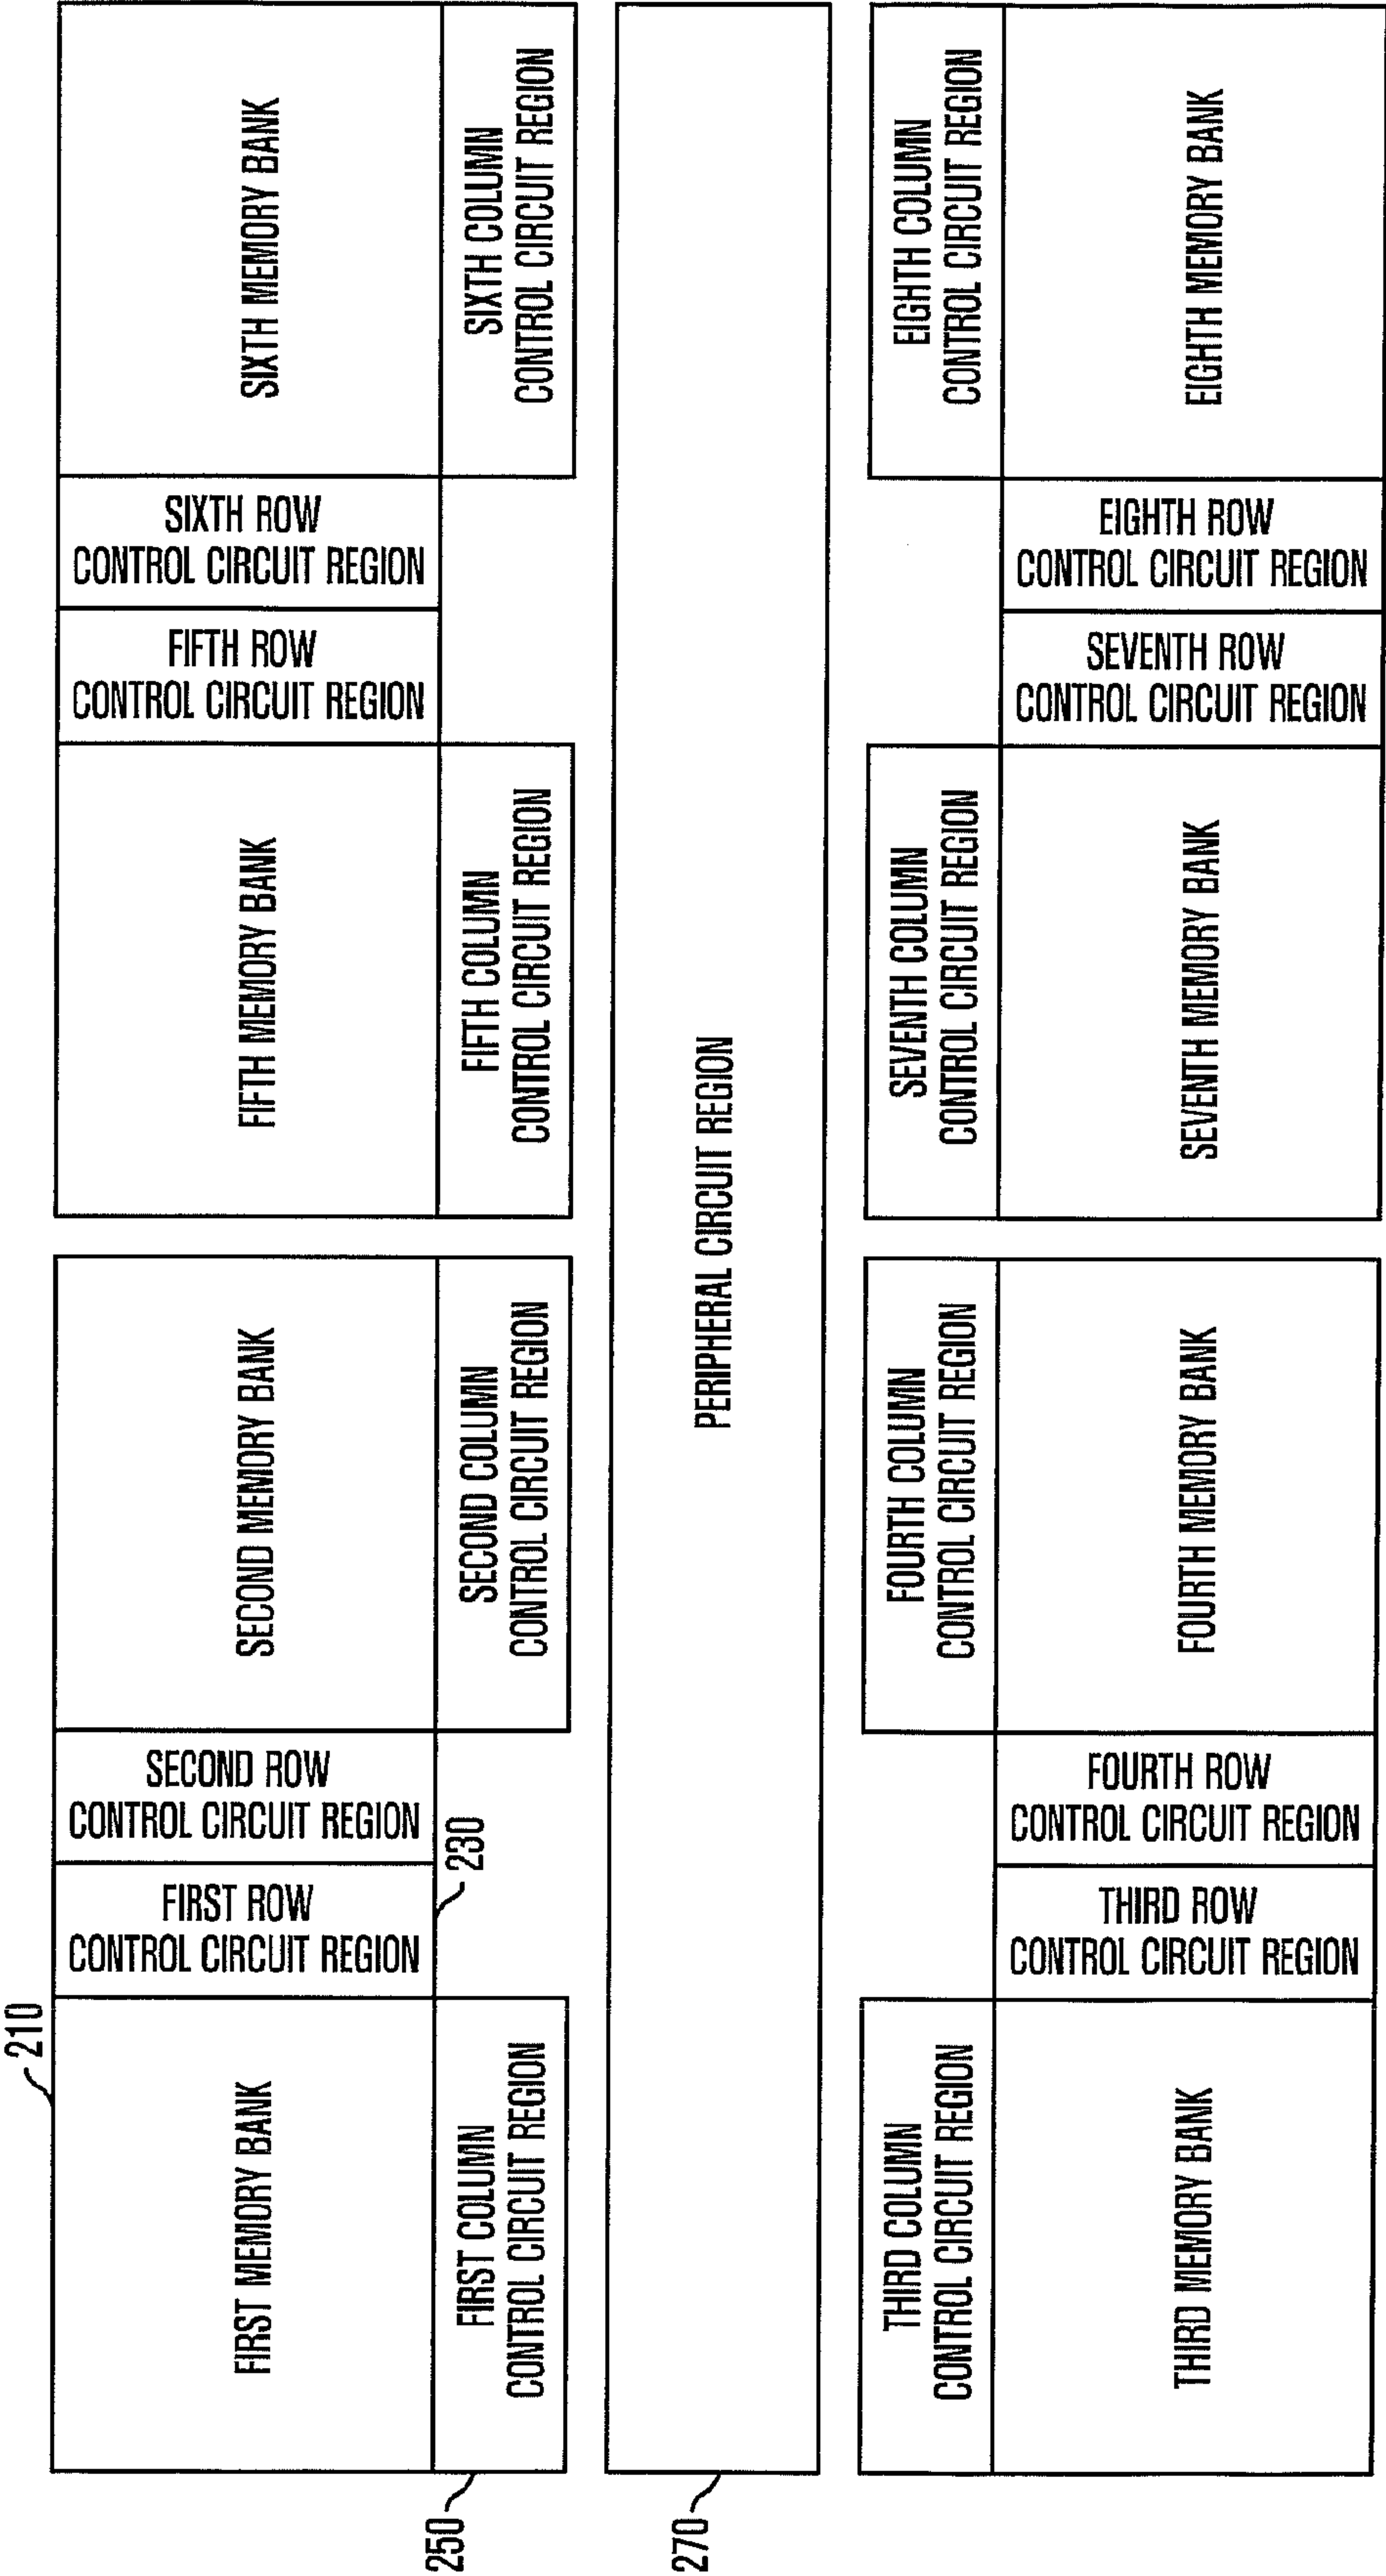 210
FIRST MEMORY BANK
FIRST ROW
CONTROL CIRCUIT REGION
SECOND ROW
CONTROL CIRCUIT REGION
SECOND MEMORY BANK
FIFTH MEMORY BANK
FIFTH ROW
CONTROL CIRCUIT REGION
SIXTH ROW
CONTROL CIRCUIT REGION
SIXTH MEMORY BANK
250
FIRST COLUMN
CONTROL CIRCUIT REGION
230
SECOND COLUMN
CONTROL CIRCUIT REGION
FIFTH COLUMN
CONTROL CIRCUIT REGION
SIXTH COLUMN
CONTROL CIRCUIT REGION
270
PERIPHERAL CIRCUIT REGION
THIRD COLUMN
CONTROL CIRCUIT REGION
FOURTH COLUMN
CONTROL CIRCUIT REGION
SEVENTH COLUMN
CONTROL CIRCUIT REGION
EIGHTH COLUMN
CONTROL CIRCUIT REGION
THIRD MEMORY BANK
THIRD ROW
CONTROL CIRCUIT REGION
FOURTH ROW
CONTROL CIRCUIT REGION
FOURTH MEMORY BANK
SEVENTH MEMORY BANK
SEVENTH ROW
CONTROL CIRCUIT REGION
EIGHTH ROW
CONTROL CIRCUIT REGION
EIGHTH MEMORY BANK